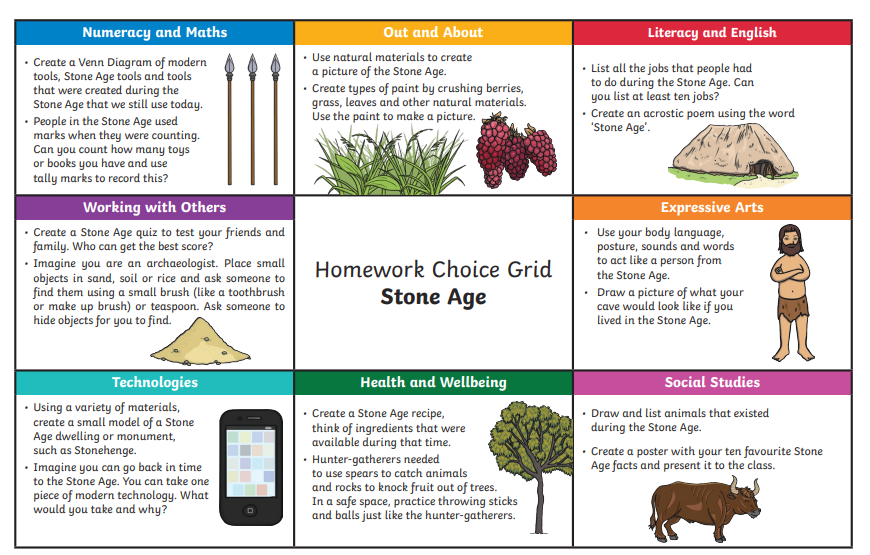 Numeracy and Maths
• Create a Venn Diagram of modern
tools, Stone Age tools and tools
that were created during the
Stone Age that we still use today.
• People in the Stone Age used
marks when they were counting.
Can you count how many toys
or books you have and use
tally marks to record this?
Out and About
• Use natural materials to create
a picture of the Stone Age.
• Create types of paint by crushing berries,
grass, leaves and other natural materials.
Use the paint to make a picture.
Literacy and English
• List all the jobs that people had
to do during the Stone Age. Can
you list at least ten jobs?
• Create an acrostic poem using the word
‘Stone Age’.
Working with Others
• Create a Stone Age quiz to test your friends and
family. Who can get the best score?
• Imagine you are an archaeologist. Place small
objects in sand, soil or rice and ask someone to
find them using a small brush (like a toothbrush
or make up brush) or teaspoon. Ask someone to
hide objects for you to find.
Homework Choice Grid
Stone Age
Expressive Arts
• Use your body language,
posture, sounds and words
to act like a person from
the Stone Age.
• Draw a picture of what your
cave would look like if you
lived in the Stone Age.
Technologies
• Using a variety of materials,
create a small model of a Stone
Age dwelling or monument,
such as Stonehenge.
• Imagine you can go back in time
to the Stone Age. You can take one
piece of modern technology. What
would you take and why?
Health and Wellbeing
• Create a Stone Age recipe,
think of ingredients that were
available during that time.
• Hunter-gatherers needed
to use spears to catch animals
and rocks to knock fruit out of trees.
In a safe space, practice throwing sticks
and balls just like the hunter-gatherers.
Social Studies
• Draw and list animals that existed
during the Stone Age.
• Create a poster with your ten favourite Stone
Age facts and present it to the class.